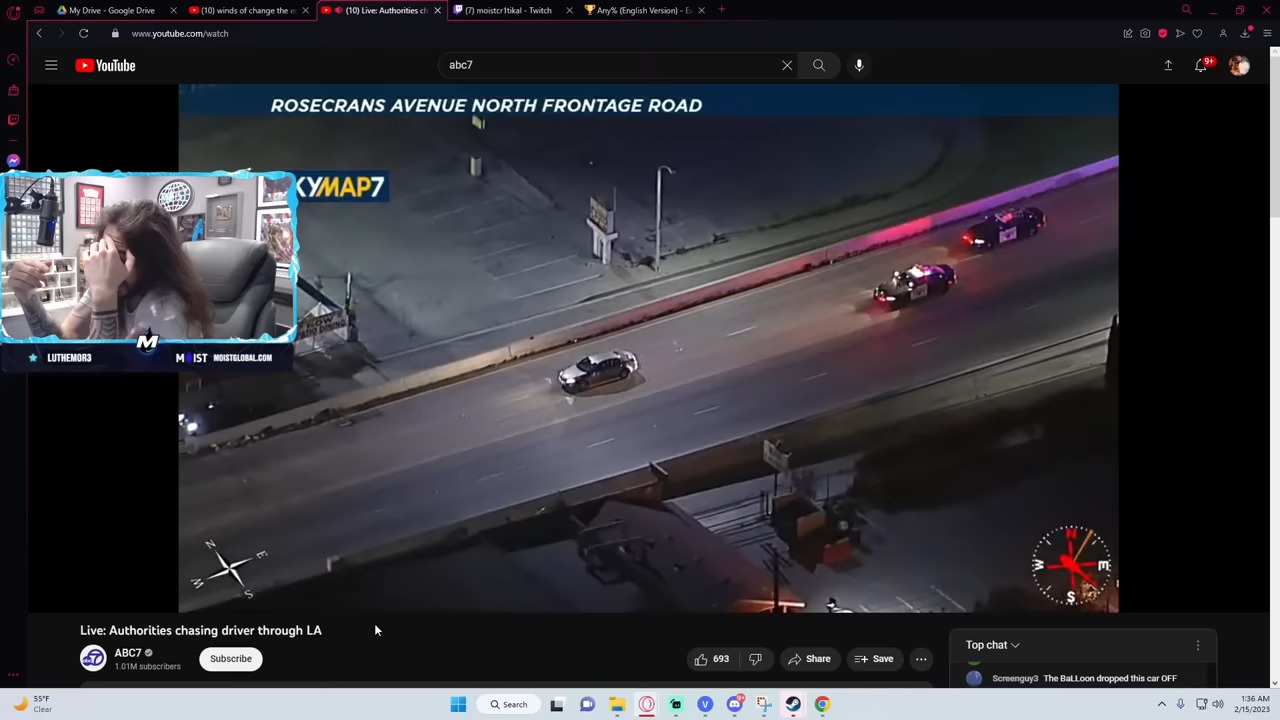 My Drive - Google Drive
(10) winds of change the e
(10) Live: Authorities c
(7) moistcr1tikal - Twitch
Any% (English Version) - E
www.youtube.com/watch
YouTube
abc7
9+
ROSECRANS AVENUE NORTH FRONTAGE ROAD
KYMAP7
LUTHEMOR3
MOIST
MOISTGLOBAL.COM
N
E
S
W
N
E
S
W
Live: Authorities chasing driver through LA
ABC7
1.01M subscribers
Subscribe
693
Share
Save
Top chat
Screenguy3 The BaLLoon dropped this car OFF
55°F
Clear
Search
1:36 AM
2/15/2023